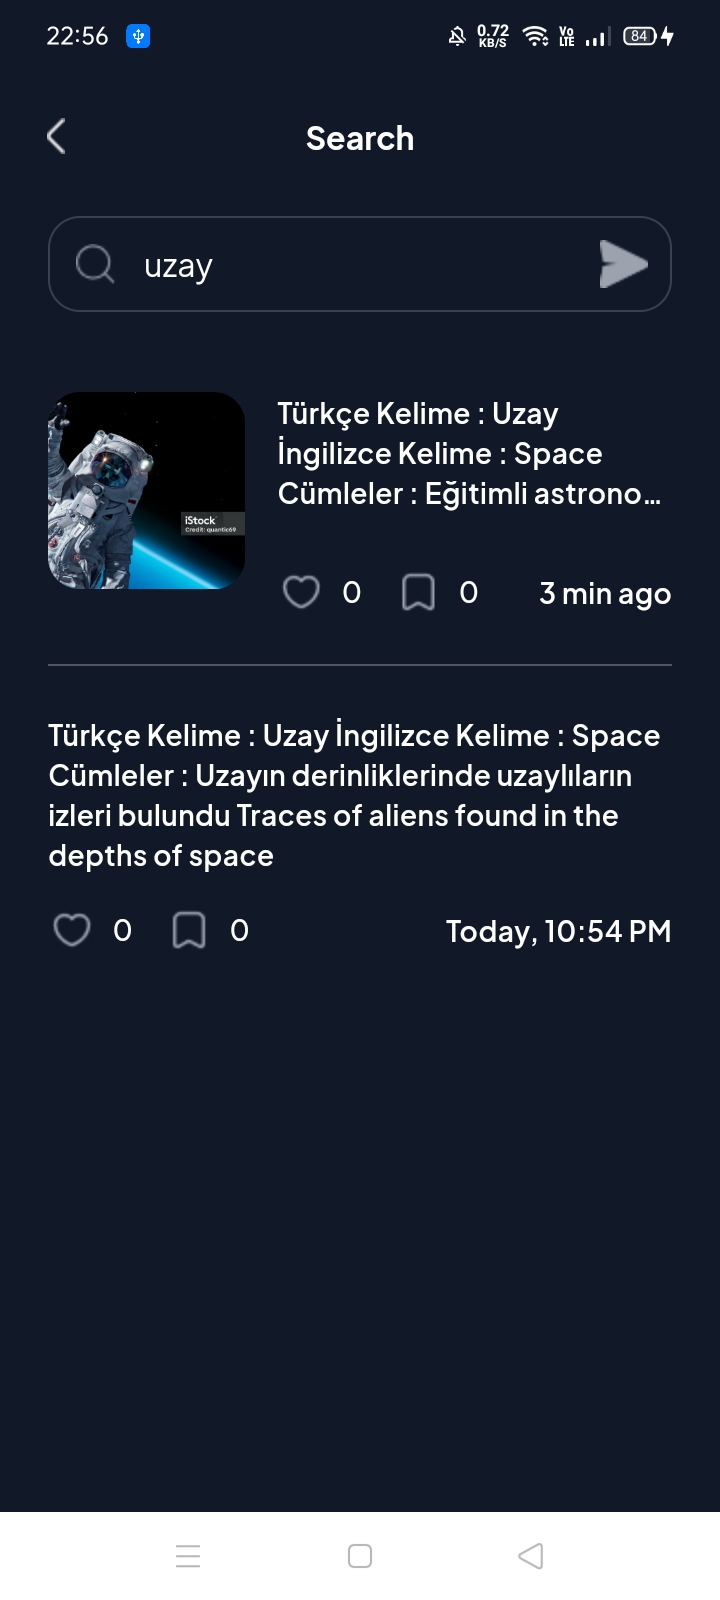 22:56
0.72
KB/S
Vo
LTE
84
Search
uzay
iStock
Credit: quantic69
Türkçe Kelime : Uzay
İngilizce Kelime : Space
Cümleler : Eğitimli astrono...
0
0
3 min ago
Türkçe Kelime : Uzay İngilizce Kelime : Space
Cümleler : Uzayın derinliklerinde uzaylıların
izleri bulundu Traces of aliens found in the
depths of space
0
0
Today, 10:54 PM